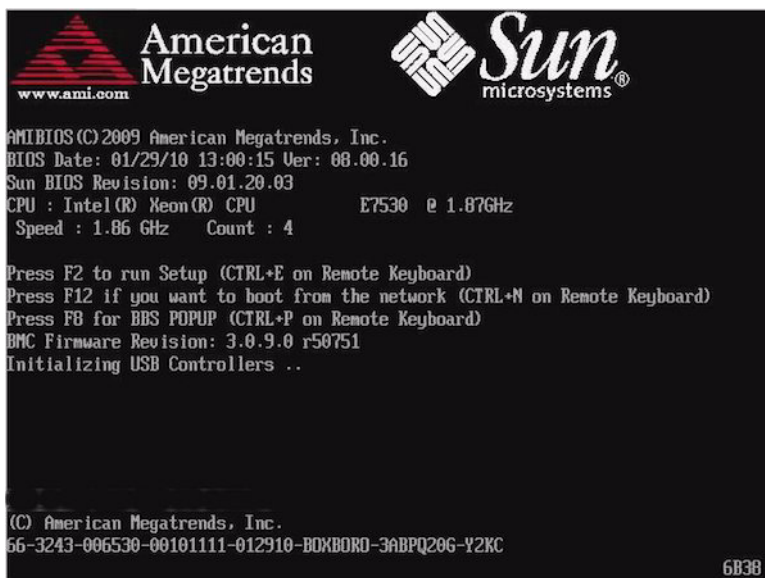 American
Megatrends
www.ami.com
Sun
microsystems®
AMIBIOS(C)2009 American Megatrends, Inc.
BIOS Date: 01/29/10 13:00:15 Ver: 08.00.16
Sun BIOS Revision: 09.01.20.03
CPU : Intel(R) Xeon(R) CPU E7530 @ 1.87GHz
Speed : 1.86 GHz Count : 4
Press F2 to run Setup (CTRL+E on Remote Keyboard)
Press F12 if you want to boot from the network (CTRL+N on Remote Keyboard)
Press F8 for BBS POPUP (CTRL+P on Remote Keyboard)
BMC Firmware Revision: 3.0.9.0 r50751
Initializing USB Controllers ..
(C) American Megatrends, Inc.
66-3243-006530-00101111-012910-BOXBORO-3ABPQ20G-Y2KC
6B38